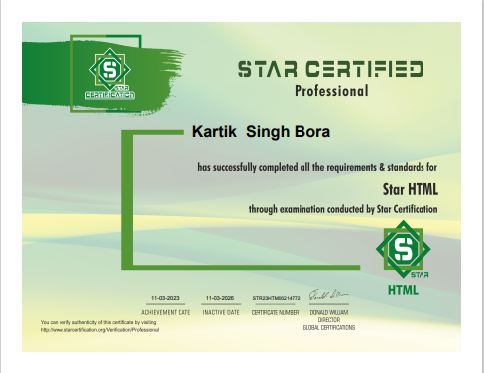 STAR
CERTIFICATION
STAR CERTIFIED
Professional
Kartik Singh Bora
has successfully completed all the requirements & standards for
Star HTML
through examination conducted by Star Certification
S
STAR
HTML
11-03-2023 11-03-2026 STR23HTM00214772 Donald William
ACHIEVEMENT DATE INACTIVE DATE CERTIFICATE NUMBER DONALD WILLIAM
DIRECTOR
GLOBAL CERTIFICATIONS
You can verify authenticity of this certificate by visiting
http://www.starcertification.org/Verification/Professional